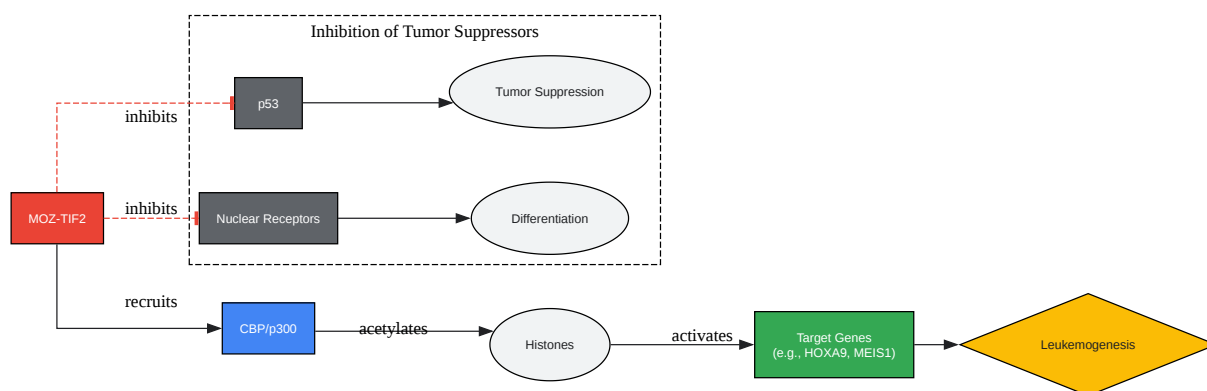 Inhibition of Tumor Suppressors
p53
Tumor Suppression
inhibits
MOZ-TIF2
inhibits
Nuclear Receptors
Differentiation
recruits
CBP/p300
acetylates
Histones
activates
Target Genes
(e.g., HOXA9, MEIS1)
Leukemogenesis